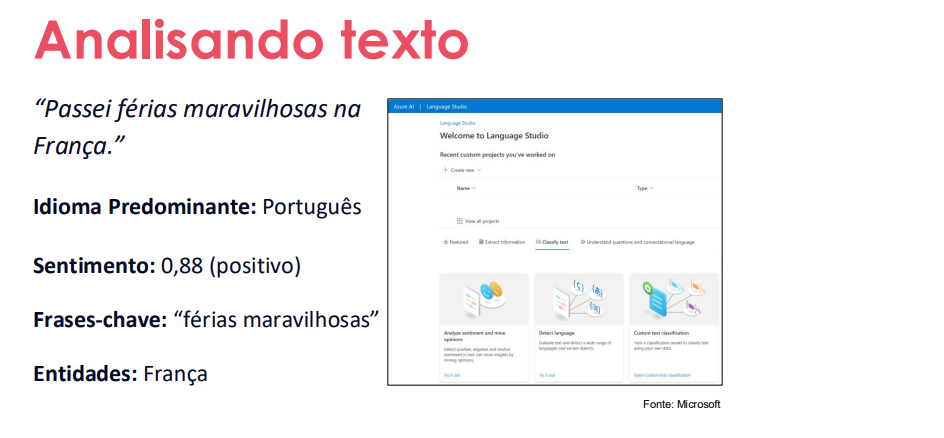 Analisando texto
“Passei férias maravilhosas na
França.”
Idioma Predominante: Português
Sentimento: 0,88 (positivo)
Frases-chave: “férias maravilhosas”
Entidades: França
Azure AI | Language Studio
Language Studio
Welcome to Language Studio
Recent custom projects you've worked on
Create new
Name
Type
View all projects
Featured
Extract information
Classify text
Understand questions and conversational language
Analyze sentiment and mine
opinions
Detect positive, negative and neutral
sentiment in text. Get more insights by
mining opinions.
Try it out
Detect language
Evaluate text and detect a wide range of
languages and variant dialects.
Try it out
Custom text classification
Train a classification model to classify text
using your own data.
Open Custom text classification
Fonte: Microsoft